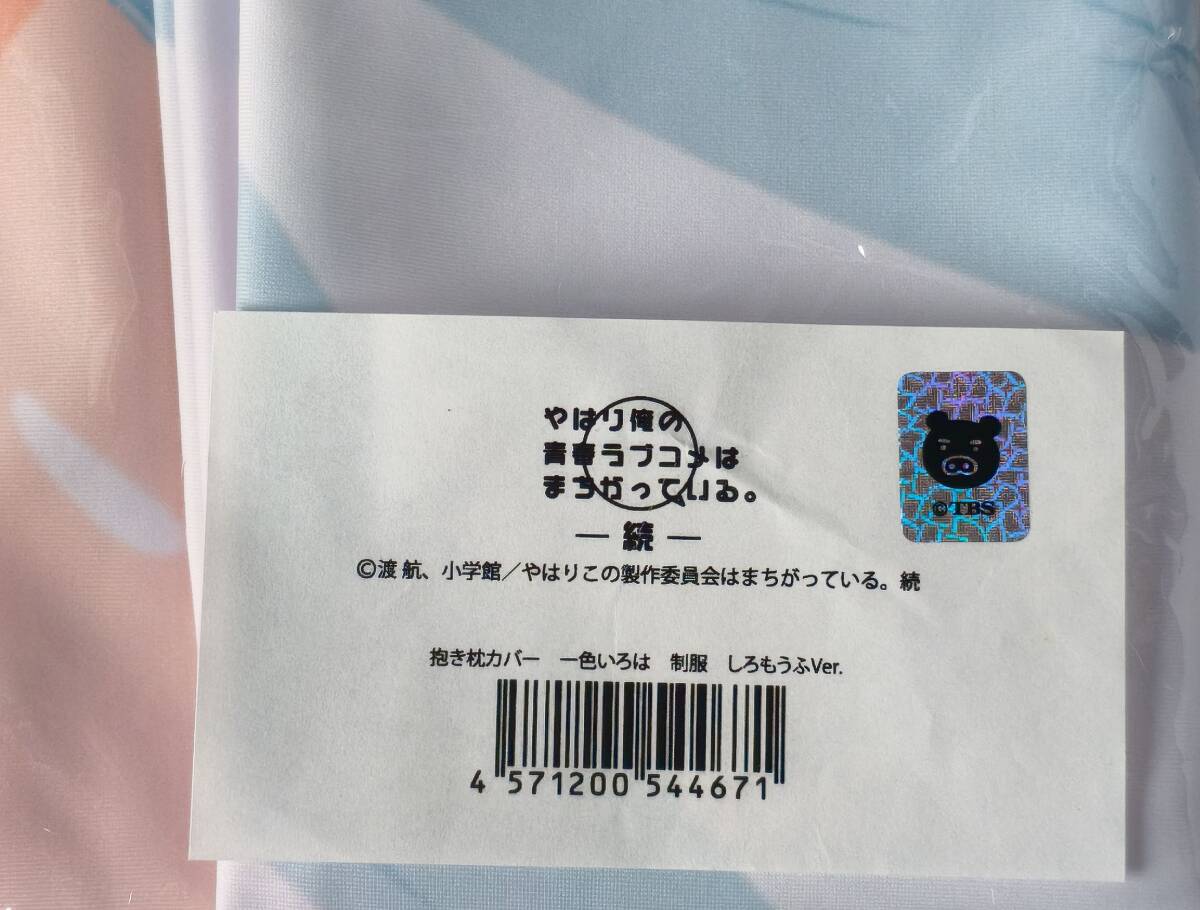 やはり俺の
青春ラブコメは
まちがっている。
— 続 —
©TBS
©渡 航、小学館／やはりこの製作委員会はまちがっている。続
抱き枕カバー　一色いろは　制服　しろもうふVer.
4 571200 544671